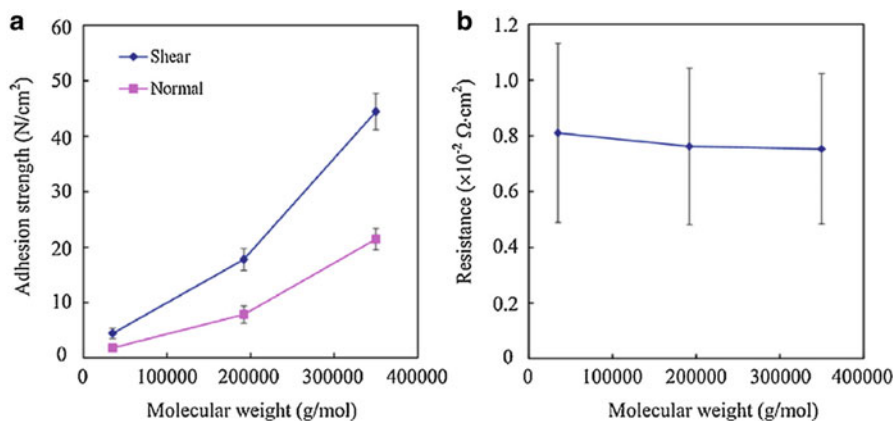 a
60
50
40
30
20
10
0
Adhesion strength (N/cm²)
Shear
Normal
0 100000 200000 300000 400000
Molecular weight (g/mol)
b
1.2
1.0
0.8
0.6
0.4
0.2
0
Resistance (×10⁻² Ω·cm²)
0 100000 200000 300000 400000
Molecular weight (g/mol)